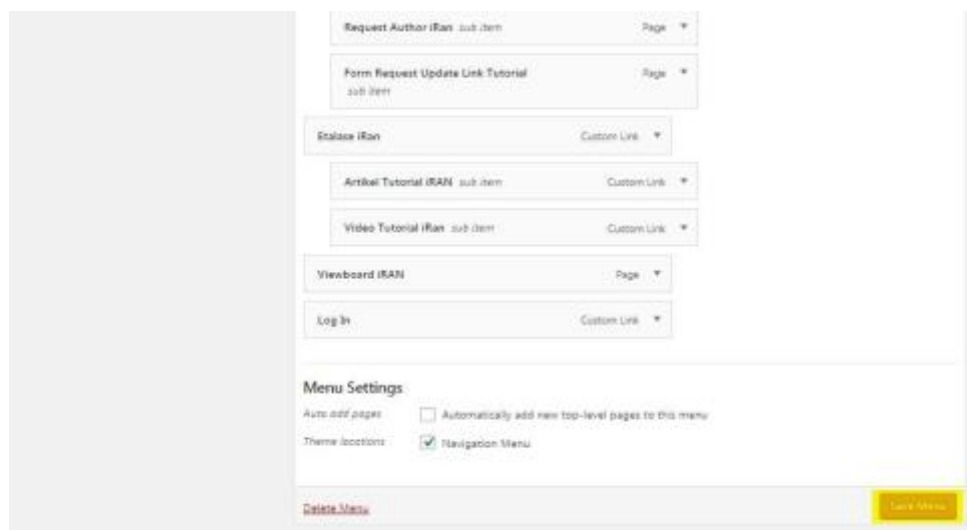 Request Author iRan sub item Page
Form Request Update Link Tutorial Page
sub item
Etalase iRan Custom Link
Artikel Tutorial iRAN sub item Custom Link
Video Tutorial iRan sub item Custom Link
Viewboard iRAN Page
Log In Custom Link
Menu Settings
Auto add pages Automatically add new top-level pages to this menu
Theme locations Navigation Menu
Delete Menu Save Menu